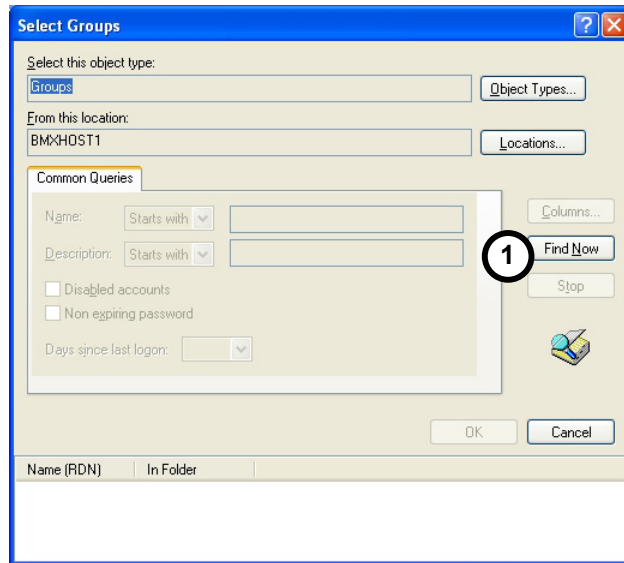 Select Groups
Select this object type:
Groups
Object Types...
From this location:
BMXHOST1
Locations...
Common Queries
Name: Starts with
Columns...
Description: Starts with
1 Find Now
Disabled accounts
Stop
Non expiring password
Days since last logon:
OK Cancel
Name (RDN) In Folder